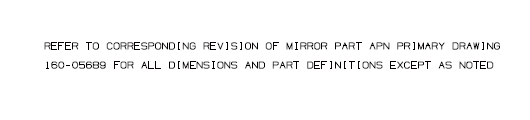 REFER TO CORRESPONDING REVISION OF MIRROR PART APN PRIMARY DRAWING
160-05689 FOR ALL DIMENSIONS AND PART DEFINITIONS EXCEPT AS NOTED